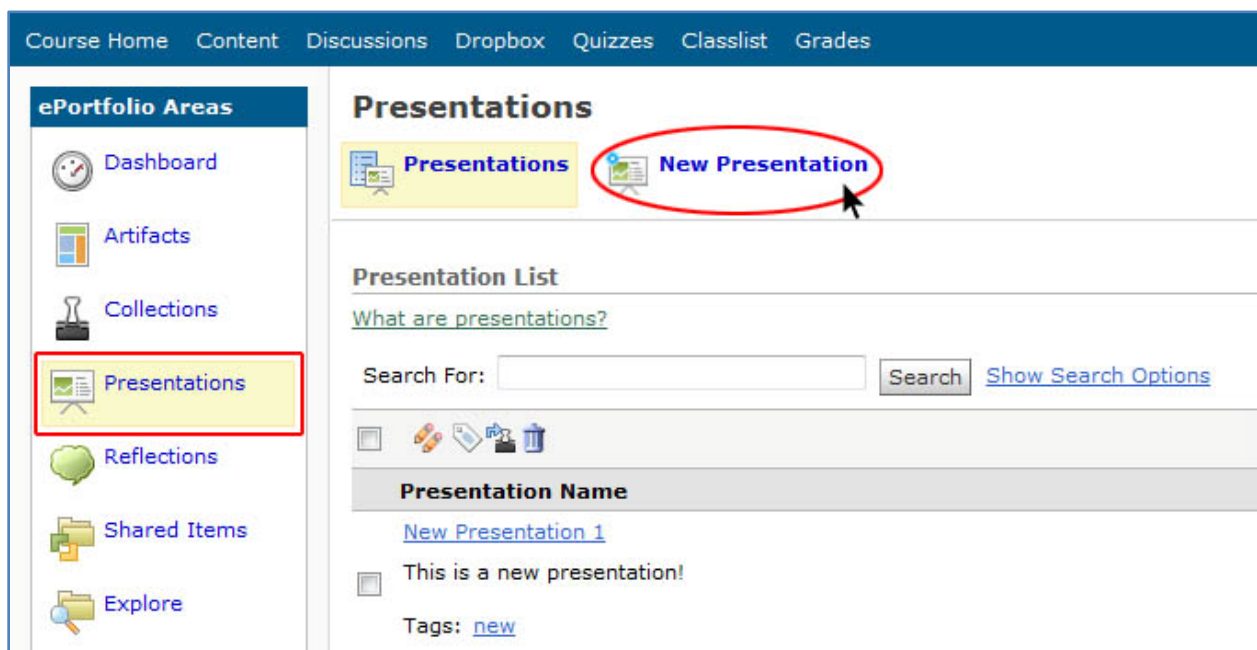 Course Home Content Discussions Dropbox Quizzes Classlist Grades
ePortfolio Areas
Dashboard
Artifacts
Collections
Presentations
Reflections
Shared Items
Explore
Presentations
Presentations New Presentation
Presentation List
What are presentations?
Search For: Search Show Search Options
Presentation Name
New Presentation 1
This is a new presentation!
Tags: new